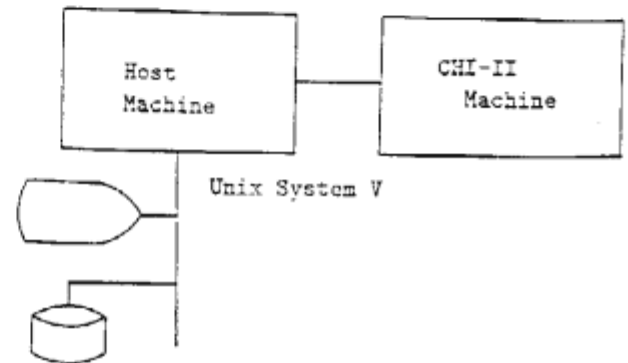 Host
Machine
CHI-II
Machine
Unix System V